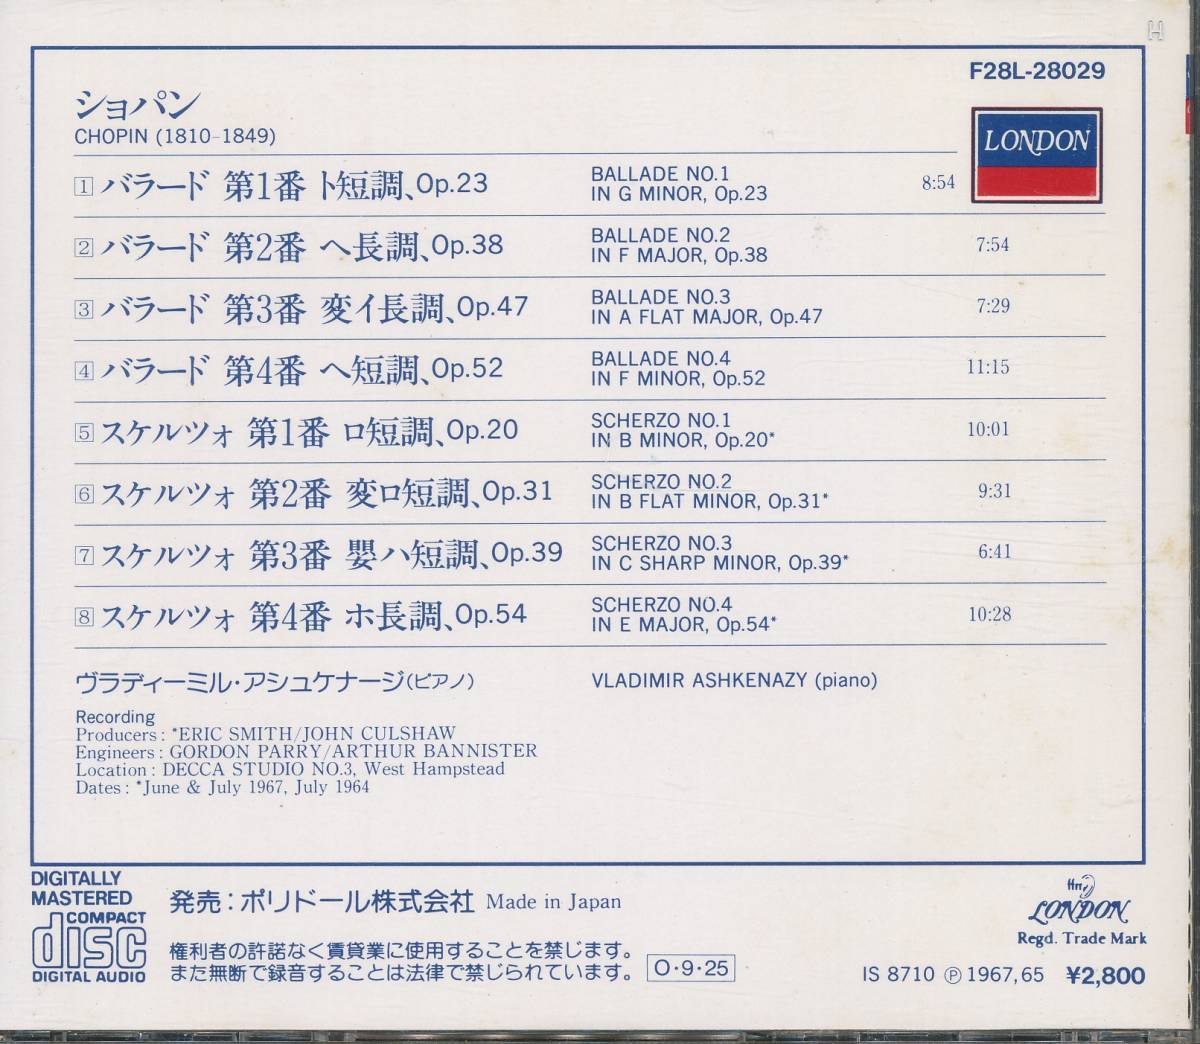 H
F28L-28029
ショパン
CHOPIN (1810-1849)
LONDON
1 バラード 第1番 ト短調、Op.23
BALLADE NO.1
IN G MINOR, Op.23
8:54
2 バラード 第2番 ヘ長調、Op.38
BALLADE NO.2
IN F MAJOR, Op.38
7:54
3 バラード 第3番 変イ長調、Op.47
BALLADE NO.3
IN A FLAT MAJOR, Op.47
7:29
4 バラード 第4番 ヘ短調、Op.52
BALLADE NO.4
IN F MINOR, Op.52
11:15
5 スケルツォ 第1番 ロ短調、Op.20
SCHERZO NO.1
IN B MINOR, Op.20*
10:01
6 スケルツォ 第2番 変ロ短調、Op.31
SCHERZO NO.2
IN B FLAT MINOR, Op.31*
9:31
7 スケルツォ 第3番 嬰ハ短調、Op.39
SCHERZO NO.3
IN C SHARP MINOR, Op.39*
6:41
8 スケルツォ 第4番 ホ長調、Op.54
SCHERZO NO.4
IN E MAJOR, Op.54*
10:28
ヴラディーミル・アシュケナージ(ピアノ)
VLADIMIR ASHKENAZY (piano)
Recording
Producers : *ERIC SMITH/JOHN CULSHAW
Engineers : GORDON PARRY/ARTHUR BANNISTER
Location : DECCA STUDIO NO.3, West Hampstead
Dates : *June & July 1967, July 1964
DIGITALLY
MASTERED
COMPACT
disc
DIGITAL AUDIO
発売：ポリドール株式会社 Made in Japan
権利者の許諾なく賃貸業に使用することを禁じます。
また無断で録音することは法律で禁じられています。
O・9・25
ffrr
LONDON
Regd. Trade Mark
IS 8710 Ⓟ 1967,65 ¥2,800